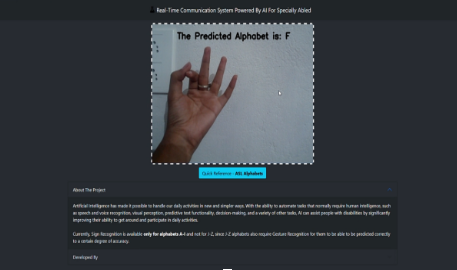 Real-Time Communication System Powered By AI For Specially Abled
The Predicted Alphabet is: F
Quick Reference - ASL Alphabets
About The Project
Artificial Intelligence has made it possible to handle our daily activities in new and simpler ways. With the ability to automate tasks that normally require human intelligence, such
as speech and voice recognition, visual perception, predictive text functionality, decision-making, and a variety of other tasks, AI can assist people with disabilities by significantly
improving their ability to get around and participate in daily activities.
Currently, Sign Recognition is available only for alphabets A-I and not for J-Z, since J-Z alphabets also require Gesture Recognition for them to be able to be predicted correctly
to a certain degree of accuracy.
Developed By